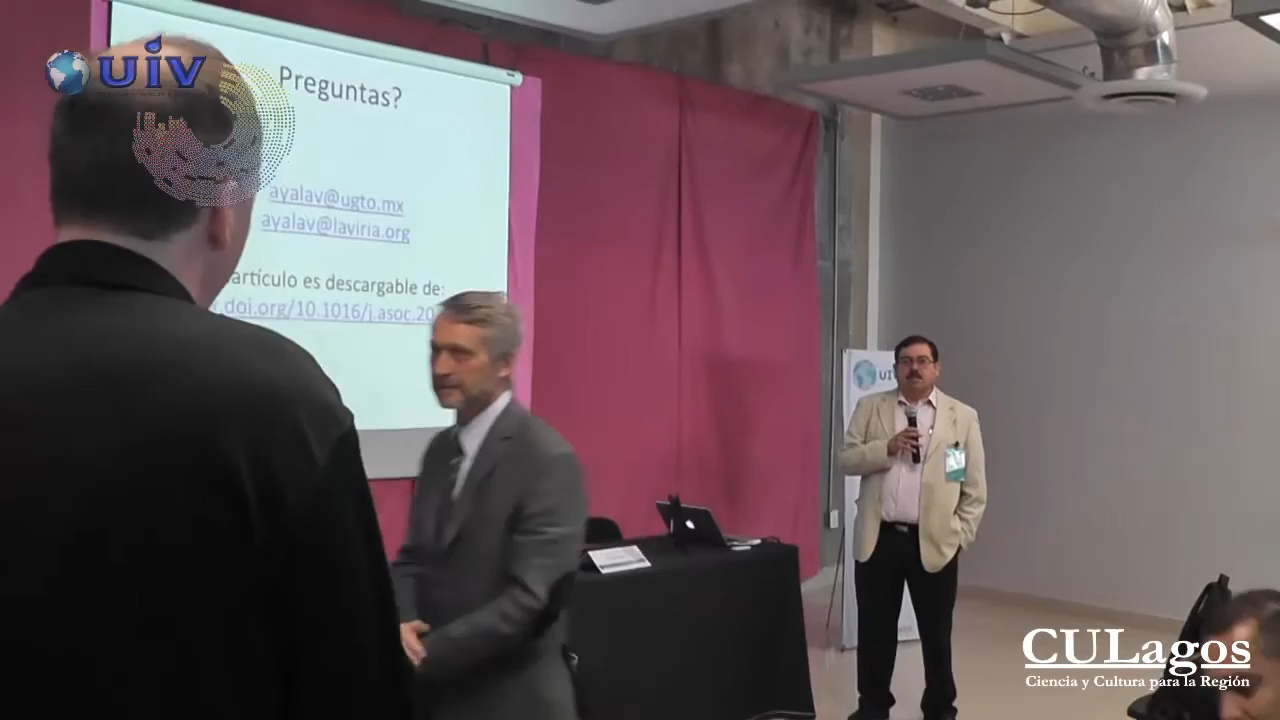 UIV
Preguntas?
ayalav@ugto.mx
ayalav@laviria.org
artículo es descargable de:
.doi.org/10.1016/j.asoc.20
UI
CULagos
Ciencia y Cultura para la Región